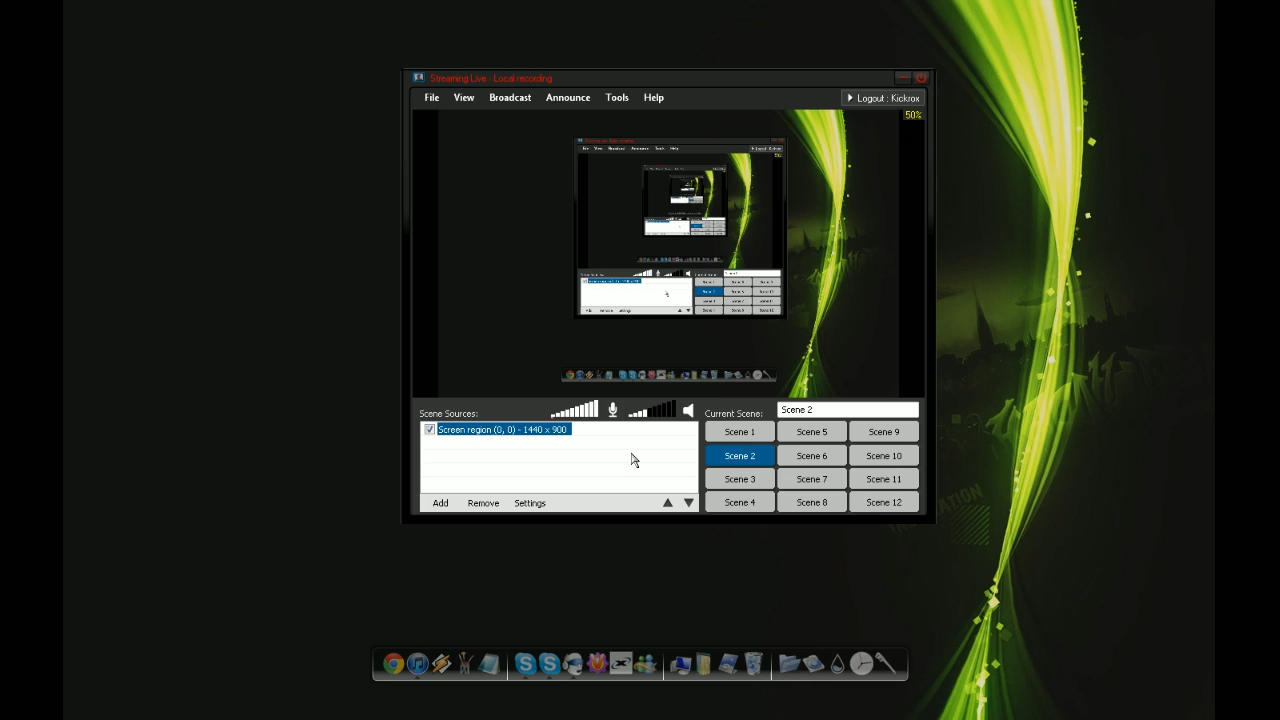 Streaming Live - Local recording
File View Broadcast Announce Tools Help Logout : Kickrox
50%
Scene Sources:
Screen region (0, 0) - 1440 x 900
Add Remove Settings
Current Scene: Scene 2
Scene 1 Scene 5 Scene 9
Scene 2 Scene 6 Scene 10
Scene 3 Scene 7 Scene 11
Scene 4 Scene 8 Scene 12